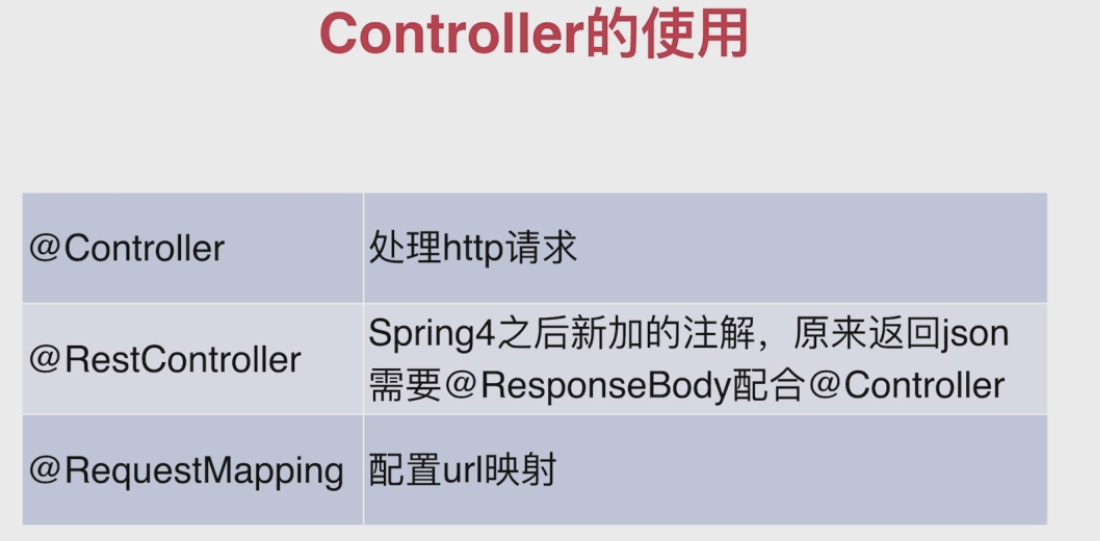 Controller的使用
@Controller
处理http请求
@RestController
Spring4之后新加的注解，原来返回json
需要@ResponseBody配合@Controller
@RequestMapping
配置url映射